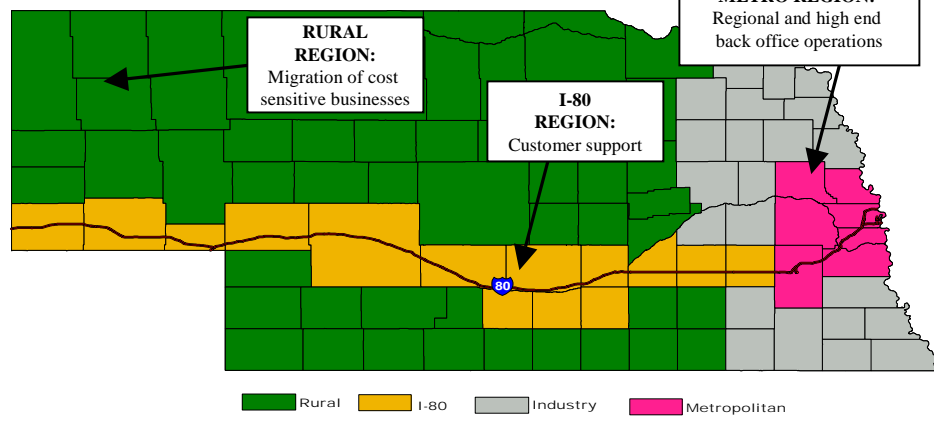 METRO REGION:
Regional and high end
back office operations
RURAL
REGION:
Migration of cost
sensitive businesses
I-80
REGION:
Customer support
80
Rural
I-80
Industry
Metropolitan